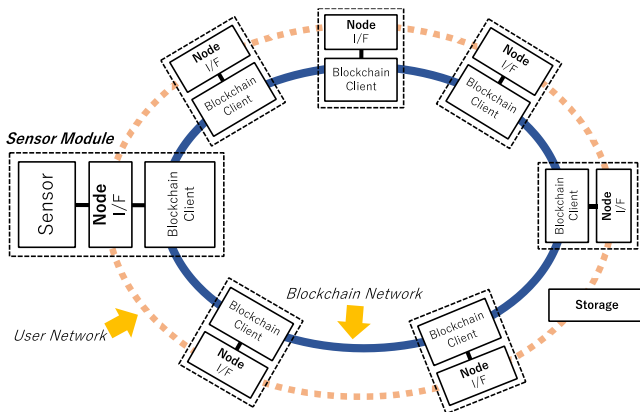 Node
I/F
Blockchain
Client
Node
I/F
Blockchain
Client
Node
I/F
Blockchain
Client
Sensor Module
Sensor
Node
I/F
Blockchain
Client
Blockchain
Client
Node
I/F
Storage
Blockchain Network
User Network
Blockchain
Client
Node
I/F
Blockchain
Client
Node
I/F